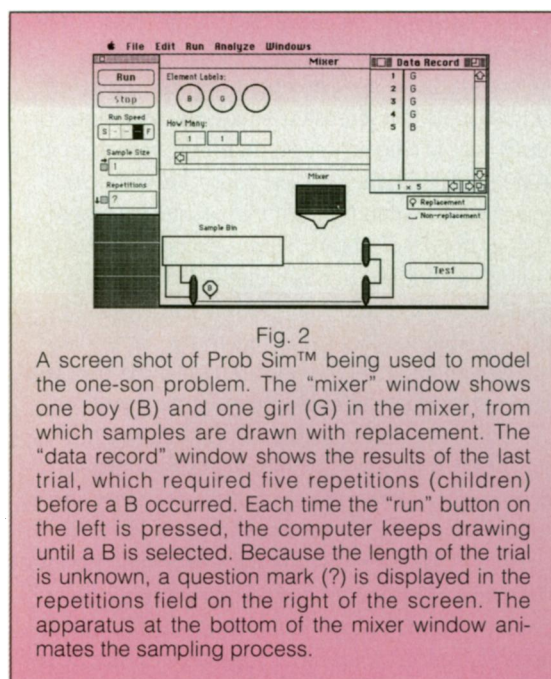 File Edit Run Analyze Windows
Mixer
Data Record
Run
Stop
Run Speed
S - - - F
Sample Size
1
Repetitions
?
Element Labels:
B G
How Many:
1 1
1 G
2 G
3 G
4 G
5 B
1 x 5
Replacement
Non-replacement
Mixer
Sample Bin
Test
Fig. 2
A screen shot of Prob Sim™ being used to model
the one-son problem. The “mixer” window shows
one boy (B) and one girl (G) in the mixer, from
which samples are drawn with replacement. The
“data record” window shows the results of the last
trial, which required five repetitions (children)
before a B occurred. Each time the “run” button on
the left is pressed, the computer keeps drawing
until a B is selected. Because the length of the trial
is unknown, a question mark (?) is displayed in the
repetitions field on the right of the screen. The
apparatus at the bottom of the mixer window ani-
mates the sampling process.